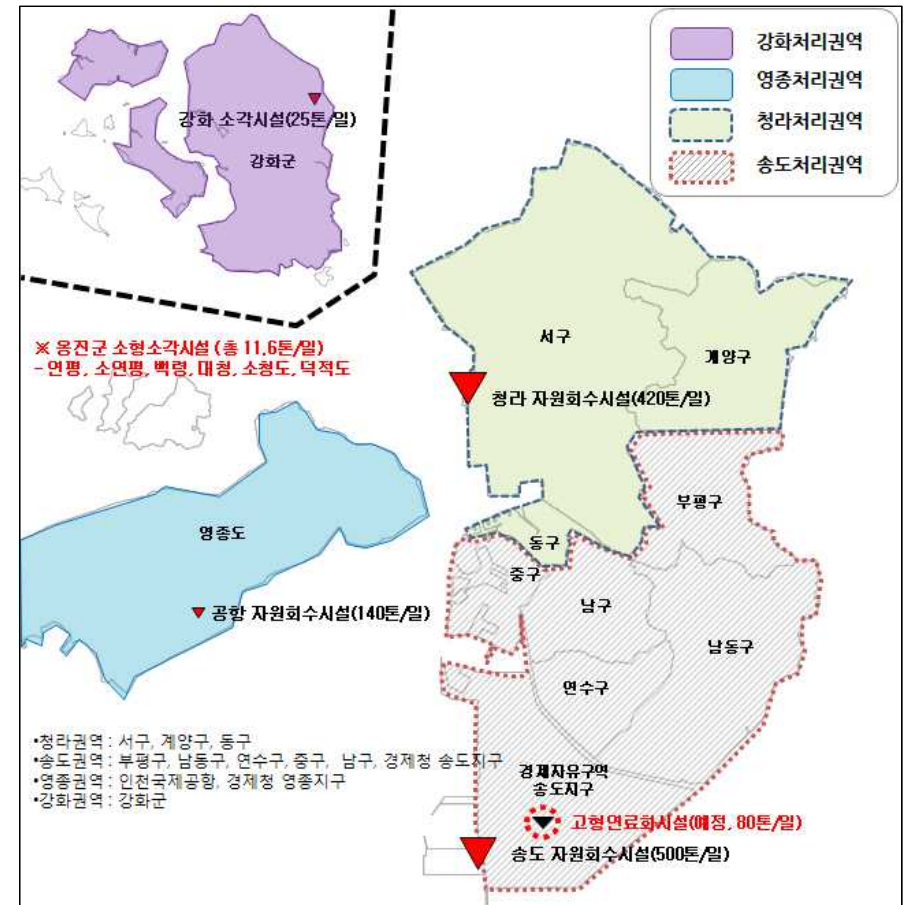 강화처리권역
영종처리권역
청라처리권역
송도처리권역
강화 소각시설(25톤/일)
강화군
※ 옹진군 소형소각시설 (총 11.6톤/일)
- 연평, 소연평, 백령, 대청, 소청도, 덕적도
서구
계양구
청라 자원회수시설(420톤/일)
부평구
영종도
동구
중구
공항 자원회수시설(140톤/일)
남구
남동구
연수구
•청라권역 : 서구, 계양구, 동구
•송도권역 : 부평구, 남동구, 연수구, 중구, 남구, 경제청 송도지구
•영종권역 : 인천국제공항, 경제청 영종지구
•강화권역 : 강화군
경제자유구역
송도지구
고형연료화시설(예정, 80톤/일)
송도 자원회수시설(500톤/일)